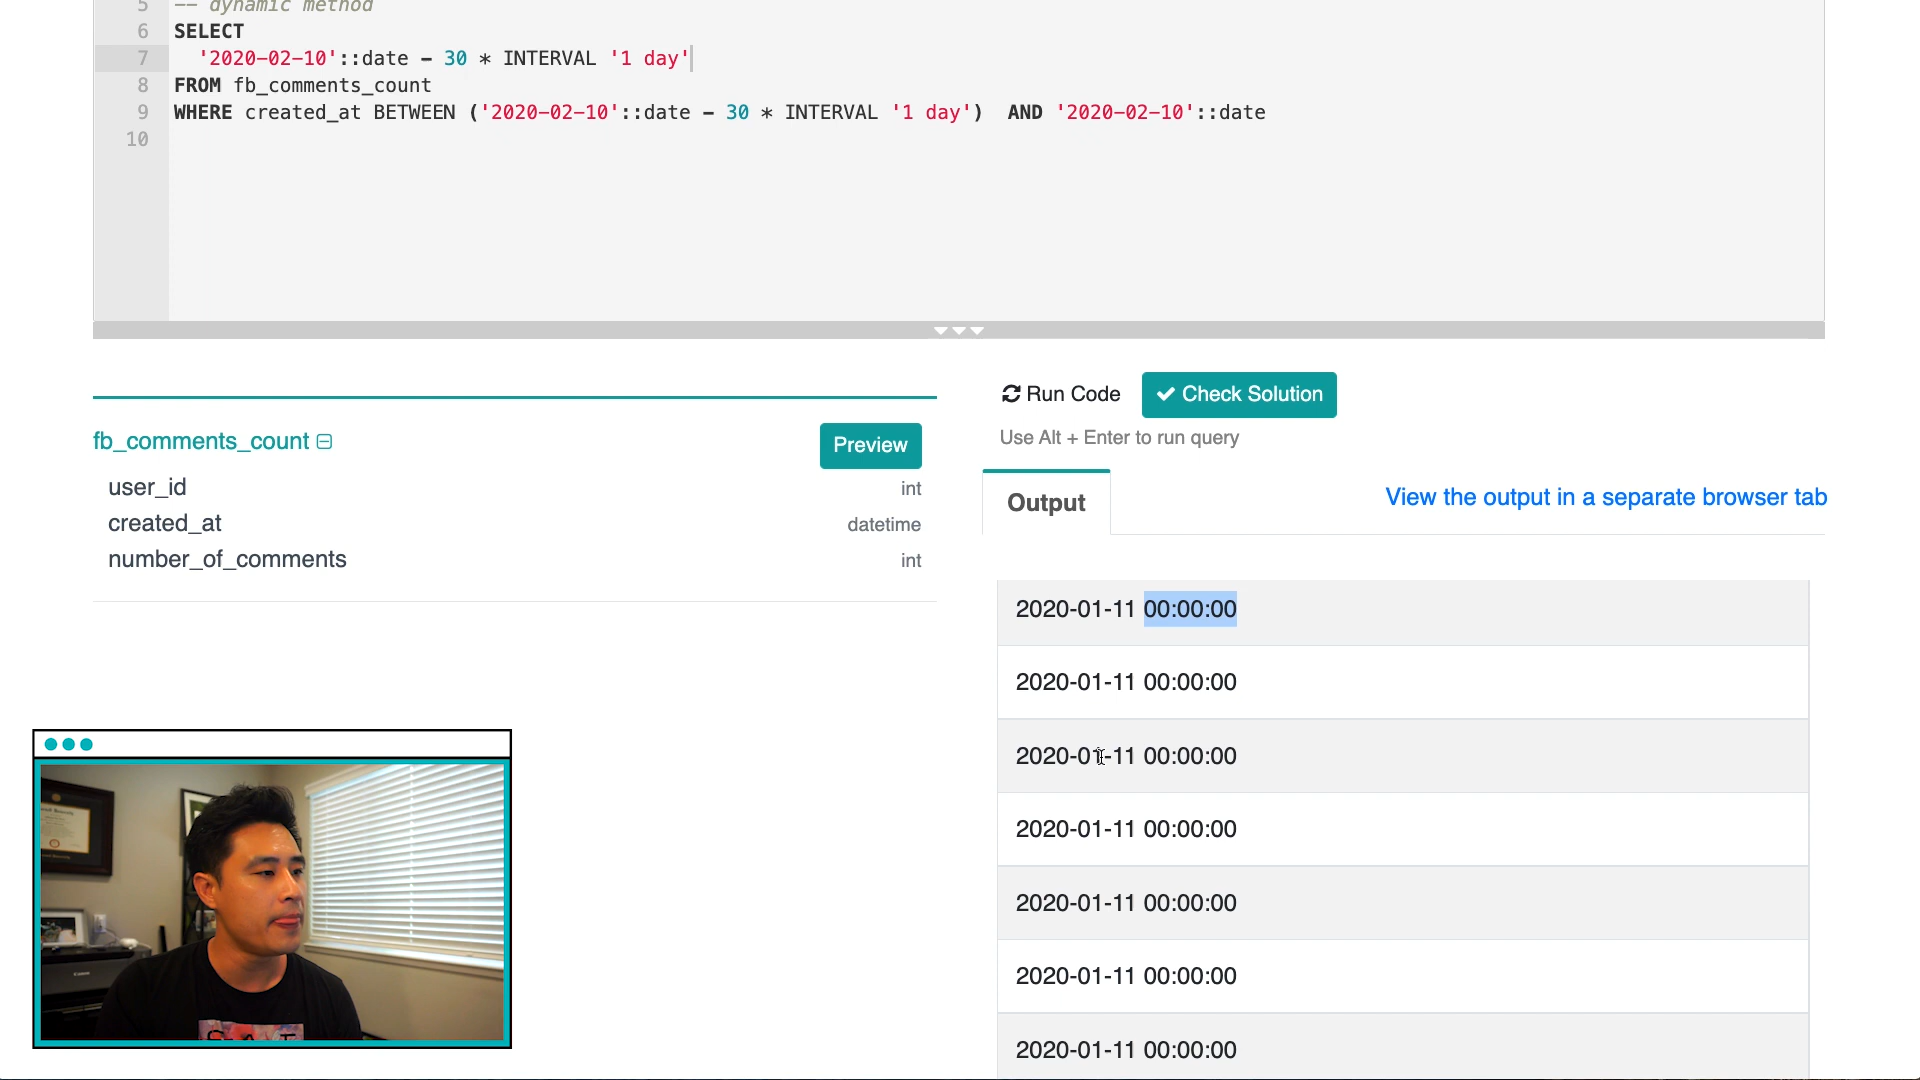 5 -- dynamic method
6 SELECT
7 '2020-02-10'::date - 30 * INTERVAL '1 day'
8 FROM fb_comments_count
9 WHERE created_at BETWEEN ('2020-02-10'::date - 30 * INTERVAL '1 day') AND '2020-02-10'::date
10
Run Code Check Solution
Use Alt + Enter to run query
fb_comments_count Preview
user_id int
created_at datetime
number_of_comments int
Output View the output in a separate browser tab
2020-01-11 00:00:00
2020-01-11 00:00:00
2020-01-11 00:00:00
2020-01-11 00:00:00
2020-01-11 00:00:00
2020-01-11 00:00:00
2020-01-11 00:00:00